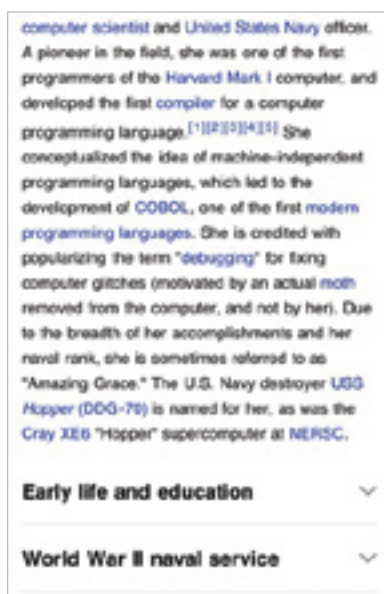 computer scientist and United States Navy officer.
A pioneer in the field, she was one of the first
programmers of the Harvard Mark I computer, and
developed the first compiler for a computer
programming language.[1][2][3][4][5] She
conceptualized the idea of machine-independent
programming languages, which led to the
development of COBOL, one of the first modern
programming languages. She is credited with
popularizing the term "debugging" for fixing
computer glitches (motivated by an actual moth
removed from the computer, and not by her). Due
to the breadth of her accomplishments and her
naval rank, she is sometimes referred to as
"Amazing Grace." The U.S. Navy destroyer USS
Hopper (DDG-70) is named for her, as was the
Cray XE6 "Hopper" supercomputer at NERSC.
Early life and education
World War II naval service